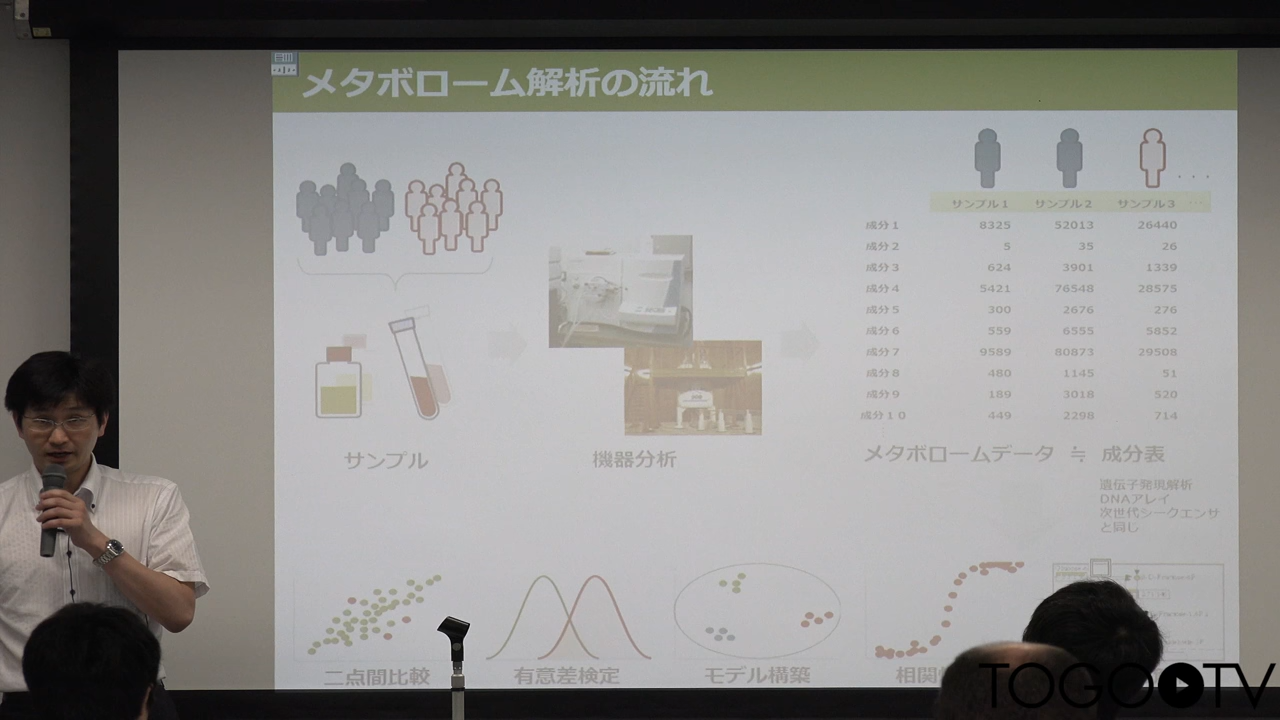 メタボローム解析の流れ
サンプル1 サンプル2 サンプル3 ･･･
成分1 8325 52013 26440
成分2 5 35 26
成分3 624 3901 1339
成分4 5421 76548 28575
成分5 300 2676 276
成分6 559 6555 5852
成分7 9589 80873 29508
成分8 480 1145 51
成分9 189 3018 520
成分10 449 2298 714
サンプル
機器分析
メタボロームデータ ≒ 成分表
遺伝子発現解析
DNAアレイ
次世代シークエンサ
と同じ
二点間比較
有意差検定
モデル構築
相関
TOGOTV